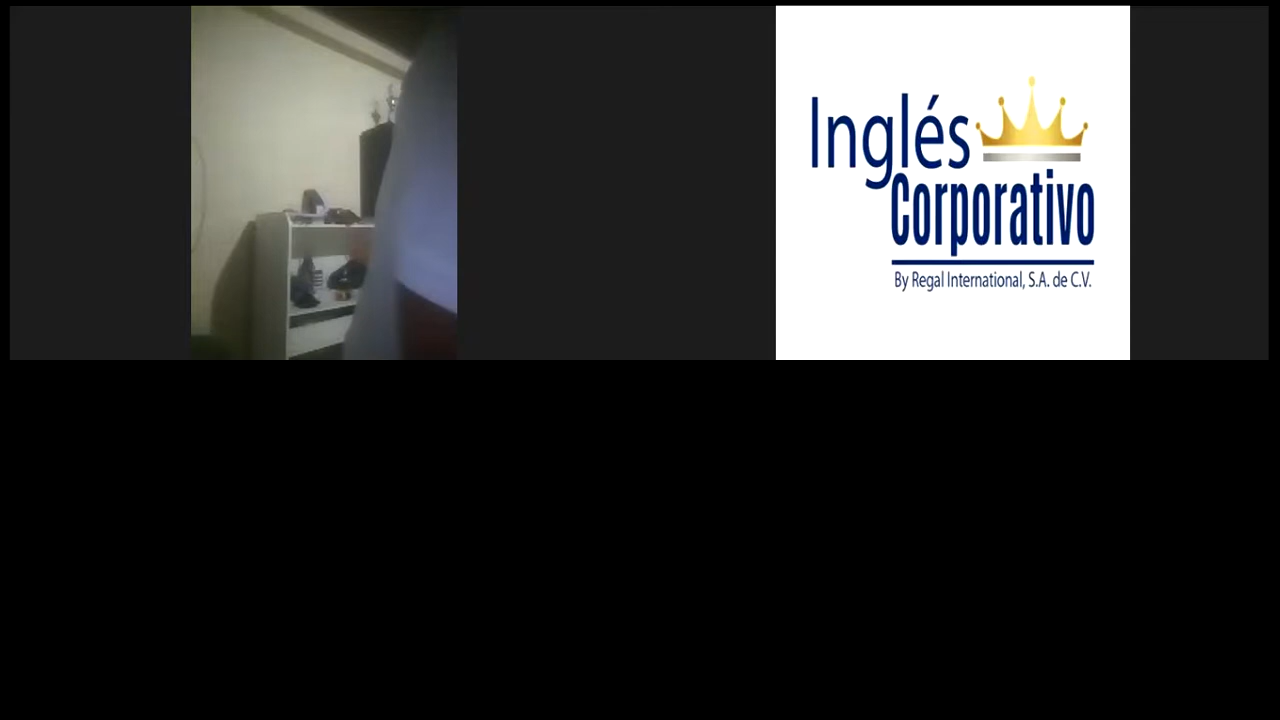 Inglés
Corporativo
By Regal International, S.A. de C.V.